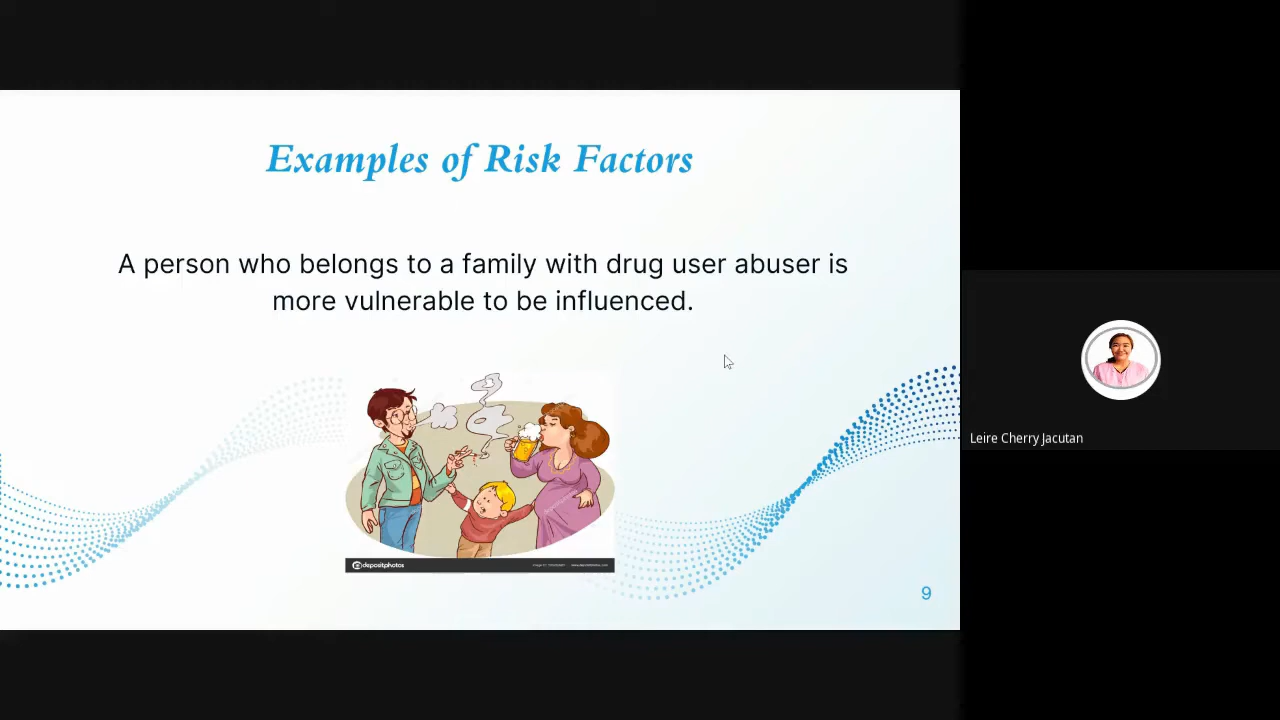 Examples of Risk Factors
A person who belongs to a family with drug user abuser is
more vulnerable to be influenced.
depositphotos
9
Leire Cherry Jacutan